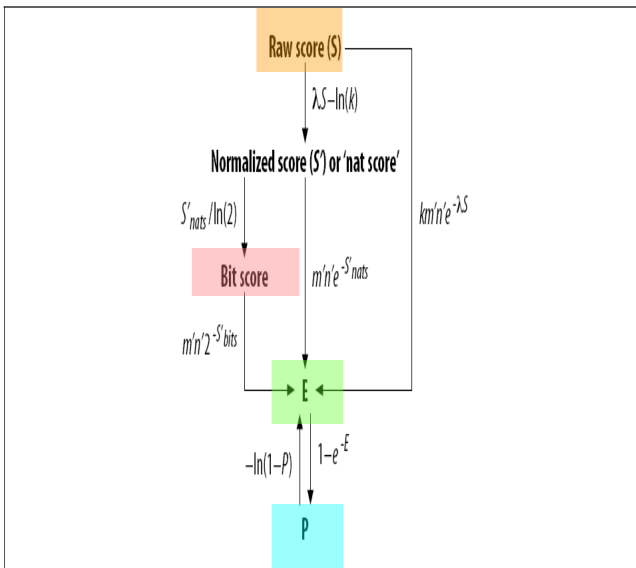 Raw score (S)
λS–ln(k)
Normalized score (S′) or ‘nat score’
S′nats/ln(2)
km′n′e^-λS
Bit score
m′n′e^-S′nats
m′n′2^-S′bits
E
–ln(1–P)
1–e^-E
P